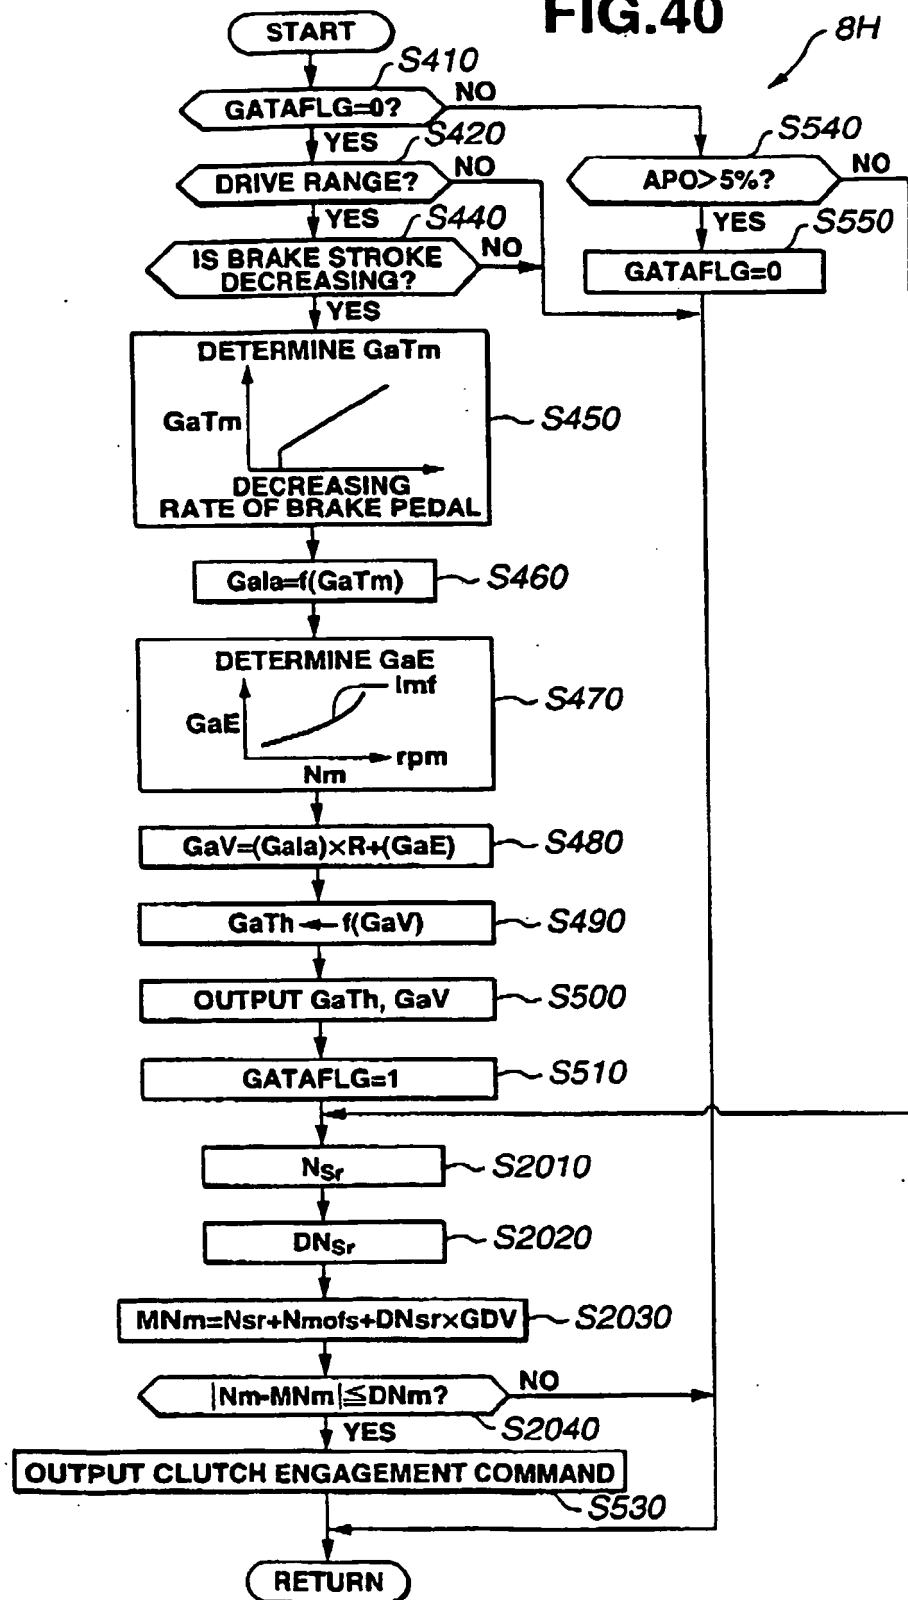 FIG.40
8H
START
S410
GATAFLG=0?
NO
YES
S420
DRIVE RANGE?
NO
YES
S440
IS BRAKE STROKE
DECREASING?
NO
YES
S540
APO>5%?
NO
YES
S550
GATAFLG=0
DETERMINE GaTm
GaTm
DECREASING
RATE OF BRAKE PEDAL
S450
Gala=f(GaTm)
S460
DETERMINE GaE
Imf
GaE
rpm
Nm
S470
GaV=(Gala)×R+(GaE)
S480
GaTh ← f(GaV)
S490
OUTPUT GaTh, GaV
S500
GATAFLG=1
S510
NSr
S2010
DNSr
S2020
MNm=Nsr+Nmofs+DNsr×GDV
S2030
|Nm-MNm|≦DNm?
NO
S2040
YES
OUTPUT CLUTCH ENGAGEMENT COMMAND
S530
RETURN